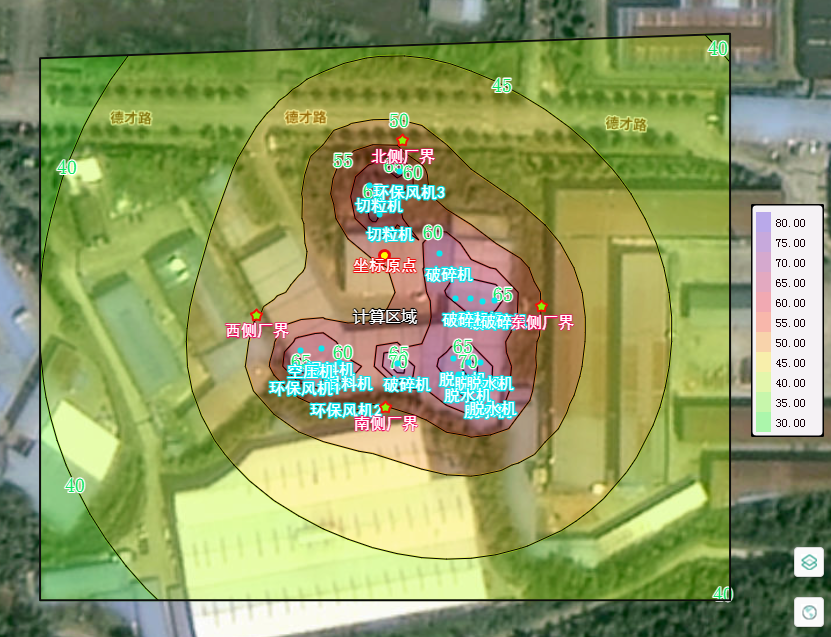 40
45
德才路
德才路
德才路
50
55
北侧厂界
40
60
环保风机3
切粒机
切粒机
60
坐标原点
破碎机
65
计算区域
破碎机
东侧厂界
西侧厂界
65
60
65
70
65
70
空压机
破碎机
脱水机
环保风机1
脱水机
环保风机2
脱水机
南侧厂界
40
40
80.00
75.00
70.00
65.00
60.00
55.00
50.00
45.00
40.00
35.00
30.00